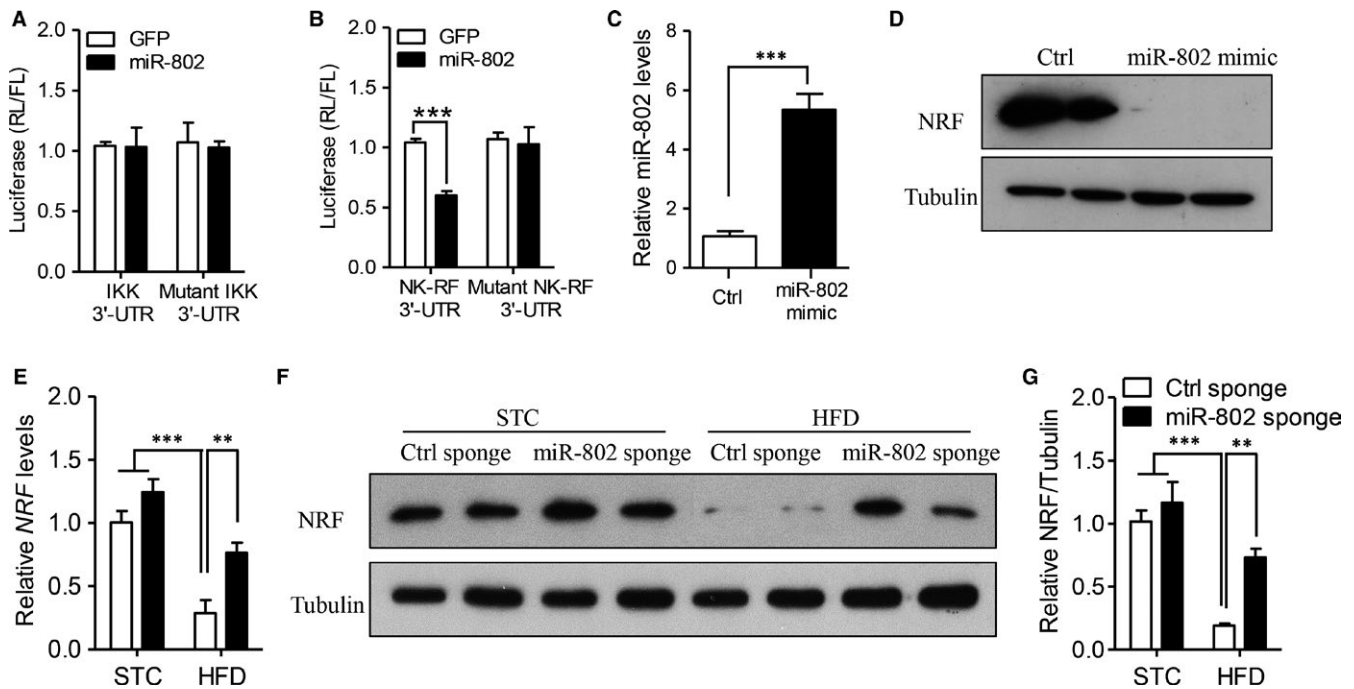 A
GFP
miR-802
Luciferase (RL/FL)
2.0
1.5
1.0
0.5
0.0
IKK
3'-UTR
Mutant IKK
3'-UTR
B
GFP
miR-802
Luciferase (RL/FL)
2.0
1.5
1.0
0.5
0.0
***
NK-RF
3'-UTR
Mutant NK-RF
3'-UTR
C
Relative miR-802 levels
8
6
4
2
0
***
Ctrl
miR-802
mimic
D
Ctrl
miR-802 mimic
NRF
Tubulin
E
Relative NRF levels
2.0
1.5
1.0
0.5
0.0
***
**
STC
HFD
F
STC
HFD
Ctrl sponge
miR-802 sponge
Ctrl sponge
miR-802 sponge
NRF
Tubulin
G
Ctrl sponge
miR-802 sponge
Relative NRF/Tubulin
2.0
1.5
1.0
0.5
0.0
***
**
STC
HFD